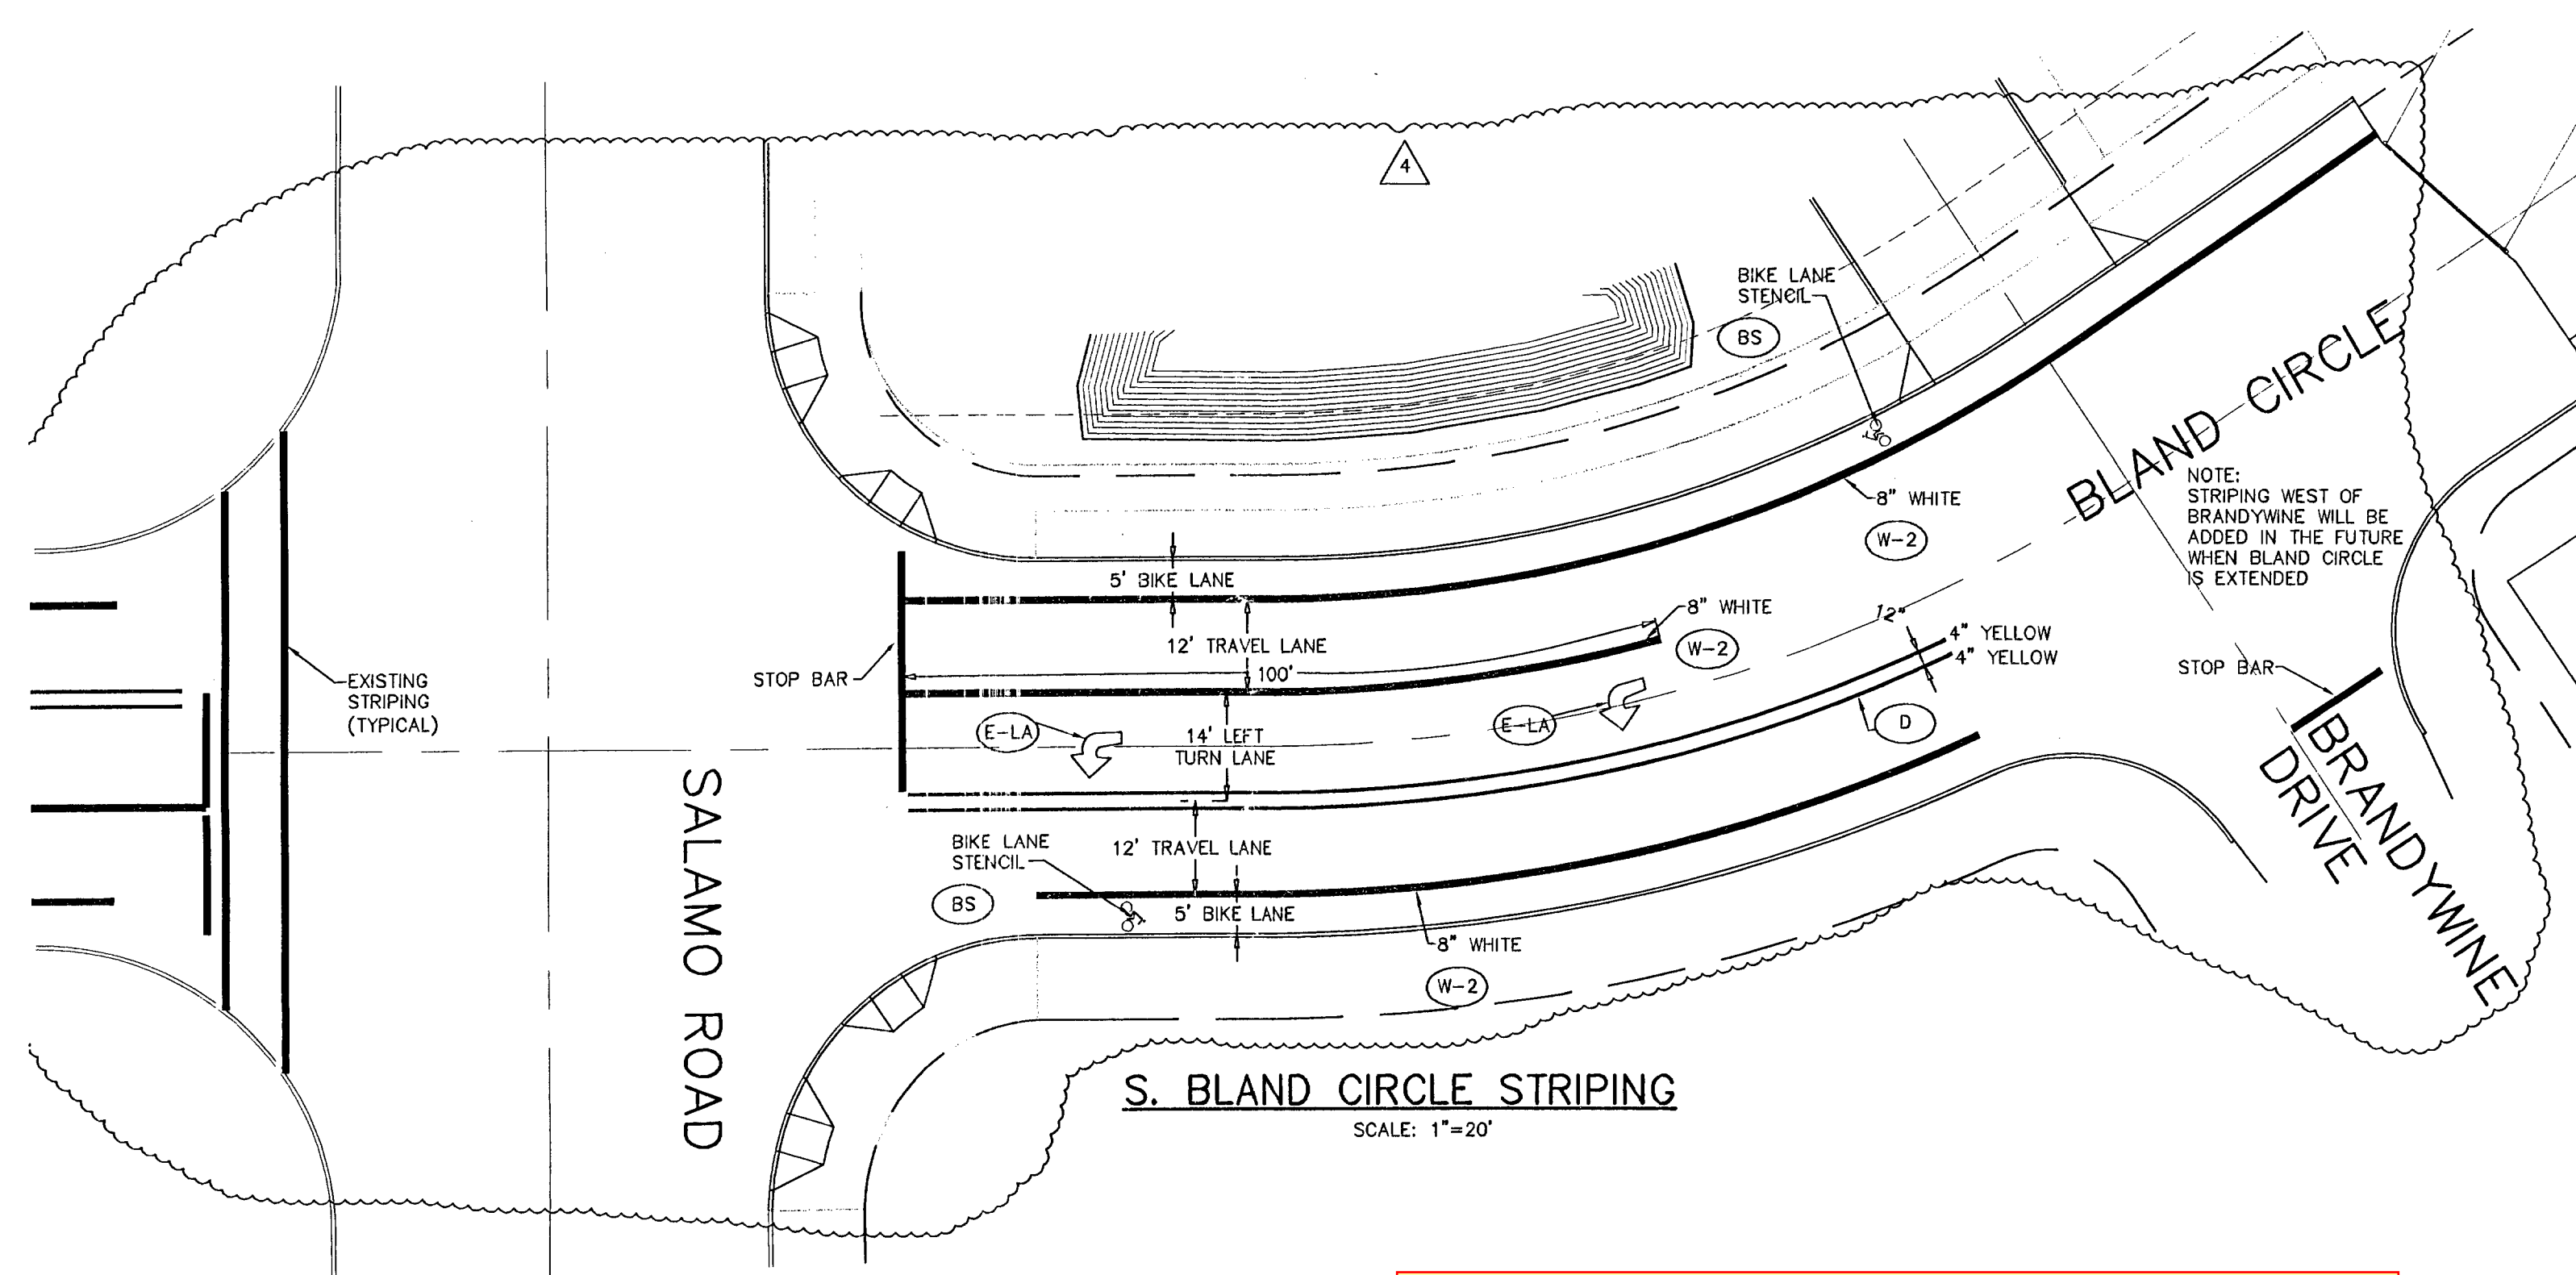 4
BIKE LANE
STENCIL
BS
BLAND CIRCLE
NOTE:
STRIPING WEST OF
BRANDYWINE WILL BE
ADDED IN THE FUTURE
WHEN BLAND CIRCLE
IS EXTENDED
8" WHITE
W-2
5' BIKE LANE
8" WHITE
W-2
12"
4" YELLOW
4" YELLOW
12' TRAVEL LANE
100'
STOP BAR
STOP BAR
EXISTING
STRIPING
(TYPICAL)
E-LA
E-LA
D
14' LEFT
TURN LANE
BRANDYWINE
DRIVE
SALAMO ROAD
BIKE LANE
STENCIL
12' TRAVEL LANE
BS
5' BIKE LANE
8" WHITE
W-2
S. BLAND CIRCLE STRIPING
SCALE: 1"=20'